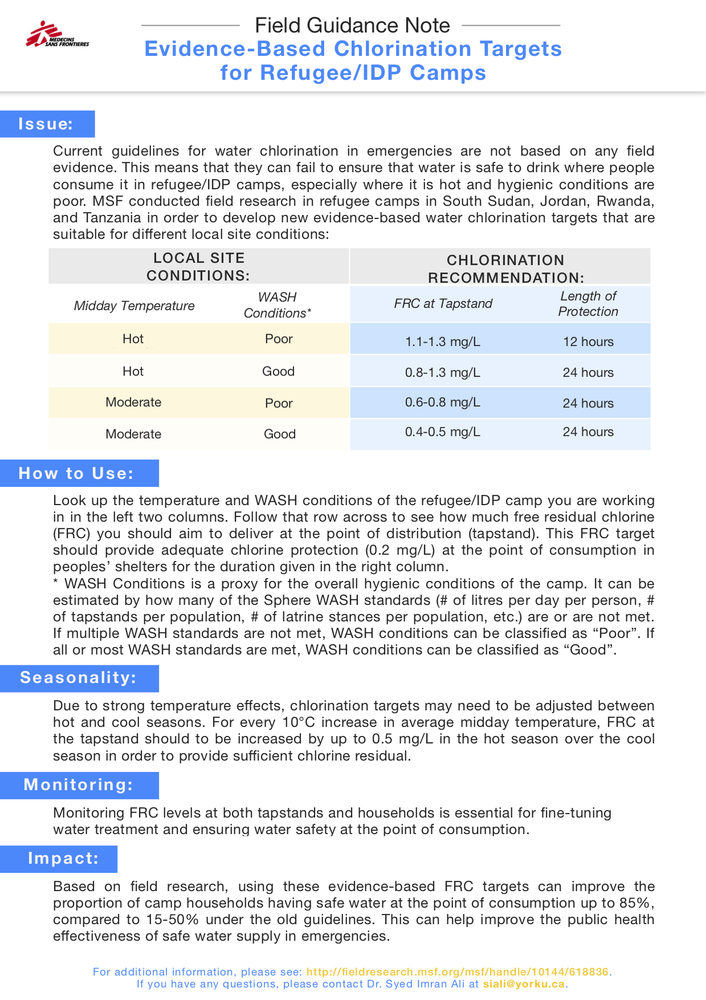 MEDECINS
SANS FRONTIERES
Field Guidance Note
Evidence-Based Chlorination Targets
for Refugee/IDP Camps
Issue:
Current guidelines for water chlorination in emergencies are not based on any field
evidence. This means that they can fail to ensure that water is safe to drink where people
consume it in refugee/IDP camps, especially where it is hot and hygienic conditions are
poor. MSF conducted field research in refugee camps in South Sudan, Jordan, Rwanda,
and Tanzania in order to develop new evidence-based water chlorination targets that are
suitable for different local site conditions:
LOCAL SITE
CONDITIONS:
CHLORINATION
RECOMMENDATION:
Midday Temperature
WASH
Conditions*
FRC at Tapstand
Length of
Protection
Hot Poor 1.1-1.3 mg/L 12 hours
Hot Good 0.8-1.3 mg/L 24 hours
Moderate Poor 0.6-0.8 mg/L 24 hours
Moderate Good 0.4-0.5 mg/L 24 hours
How to Use:
Look up the temperature and WASH conditions of the refugee/IDP camp you are working
in in the left two columns. Follow that row across to see how much free residual chlorine
(FRC) you should aim to deliver at the point of distribution (tapstand). This FRC target
should provide adequate chlorine protection (0.2 mg/L) at the point of consumption in
peoples’ shelters for the duration given in the right column.
* WASH Conditions is a proxy for the overall hygienic conditions of the camp. It can be
estimated by how many of the Sphere WASH standards (# of litres per day per person, #
of tapstands per population, # of latrine stances per population, etc.) are or are not met.
If multiple WASH standards are not met, WASH conditions can be classified as “Poor”. If
all or most WASH standards are met, WASH conditions can be classified as “Good”.
Seasonality:
Due to strong temperature effects, chlorination targets may need to be adjusted between
hot and cool seasons. For every 10°C increase in average midday temperature, FRC at
the tapstand should to be increased by up to 0.5 mg/L in the hot season over the cool
season in order to provide sufficient chlorine residual.
Monitoring:
Monitoring FRC levels at both tapstands and households is essential for fine-tuning
water treatment and ensuring water safety at the point of consumption.
Impact:
Based on field research, using these evidence-based FRC targets can improve the
proportion of camp households having safe water at the point of consumption up to 85%,
compared to 15-50% under the old guidelines. This can help improve the public health
effectiveness of safe water supply in emergencies.
For additional information, please see: http://fieldresearch.msf.org/msf/handle/10144/618836.
If you have any questions, please contact Dr. Syed Imran Ali at siali@yorku.ca.